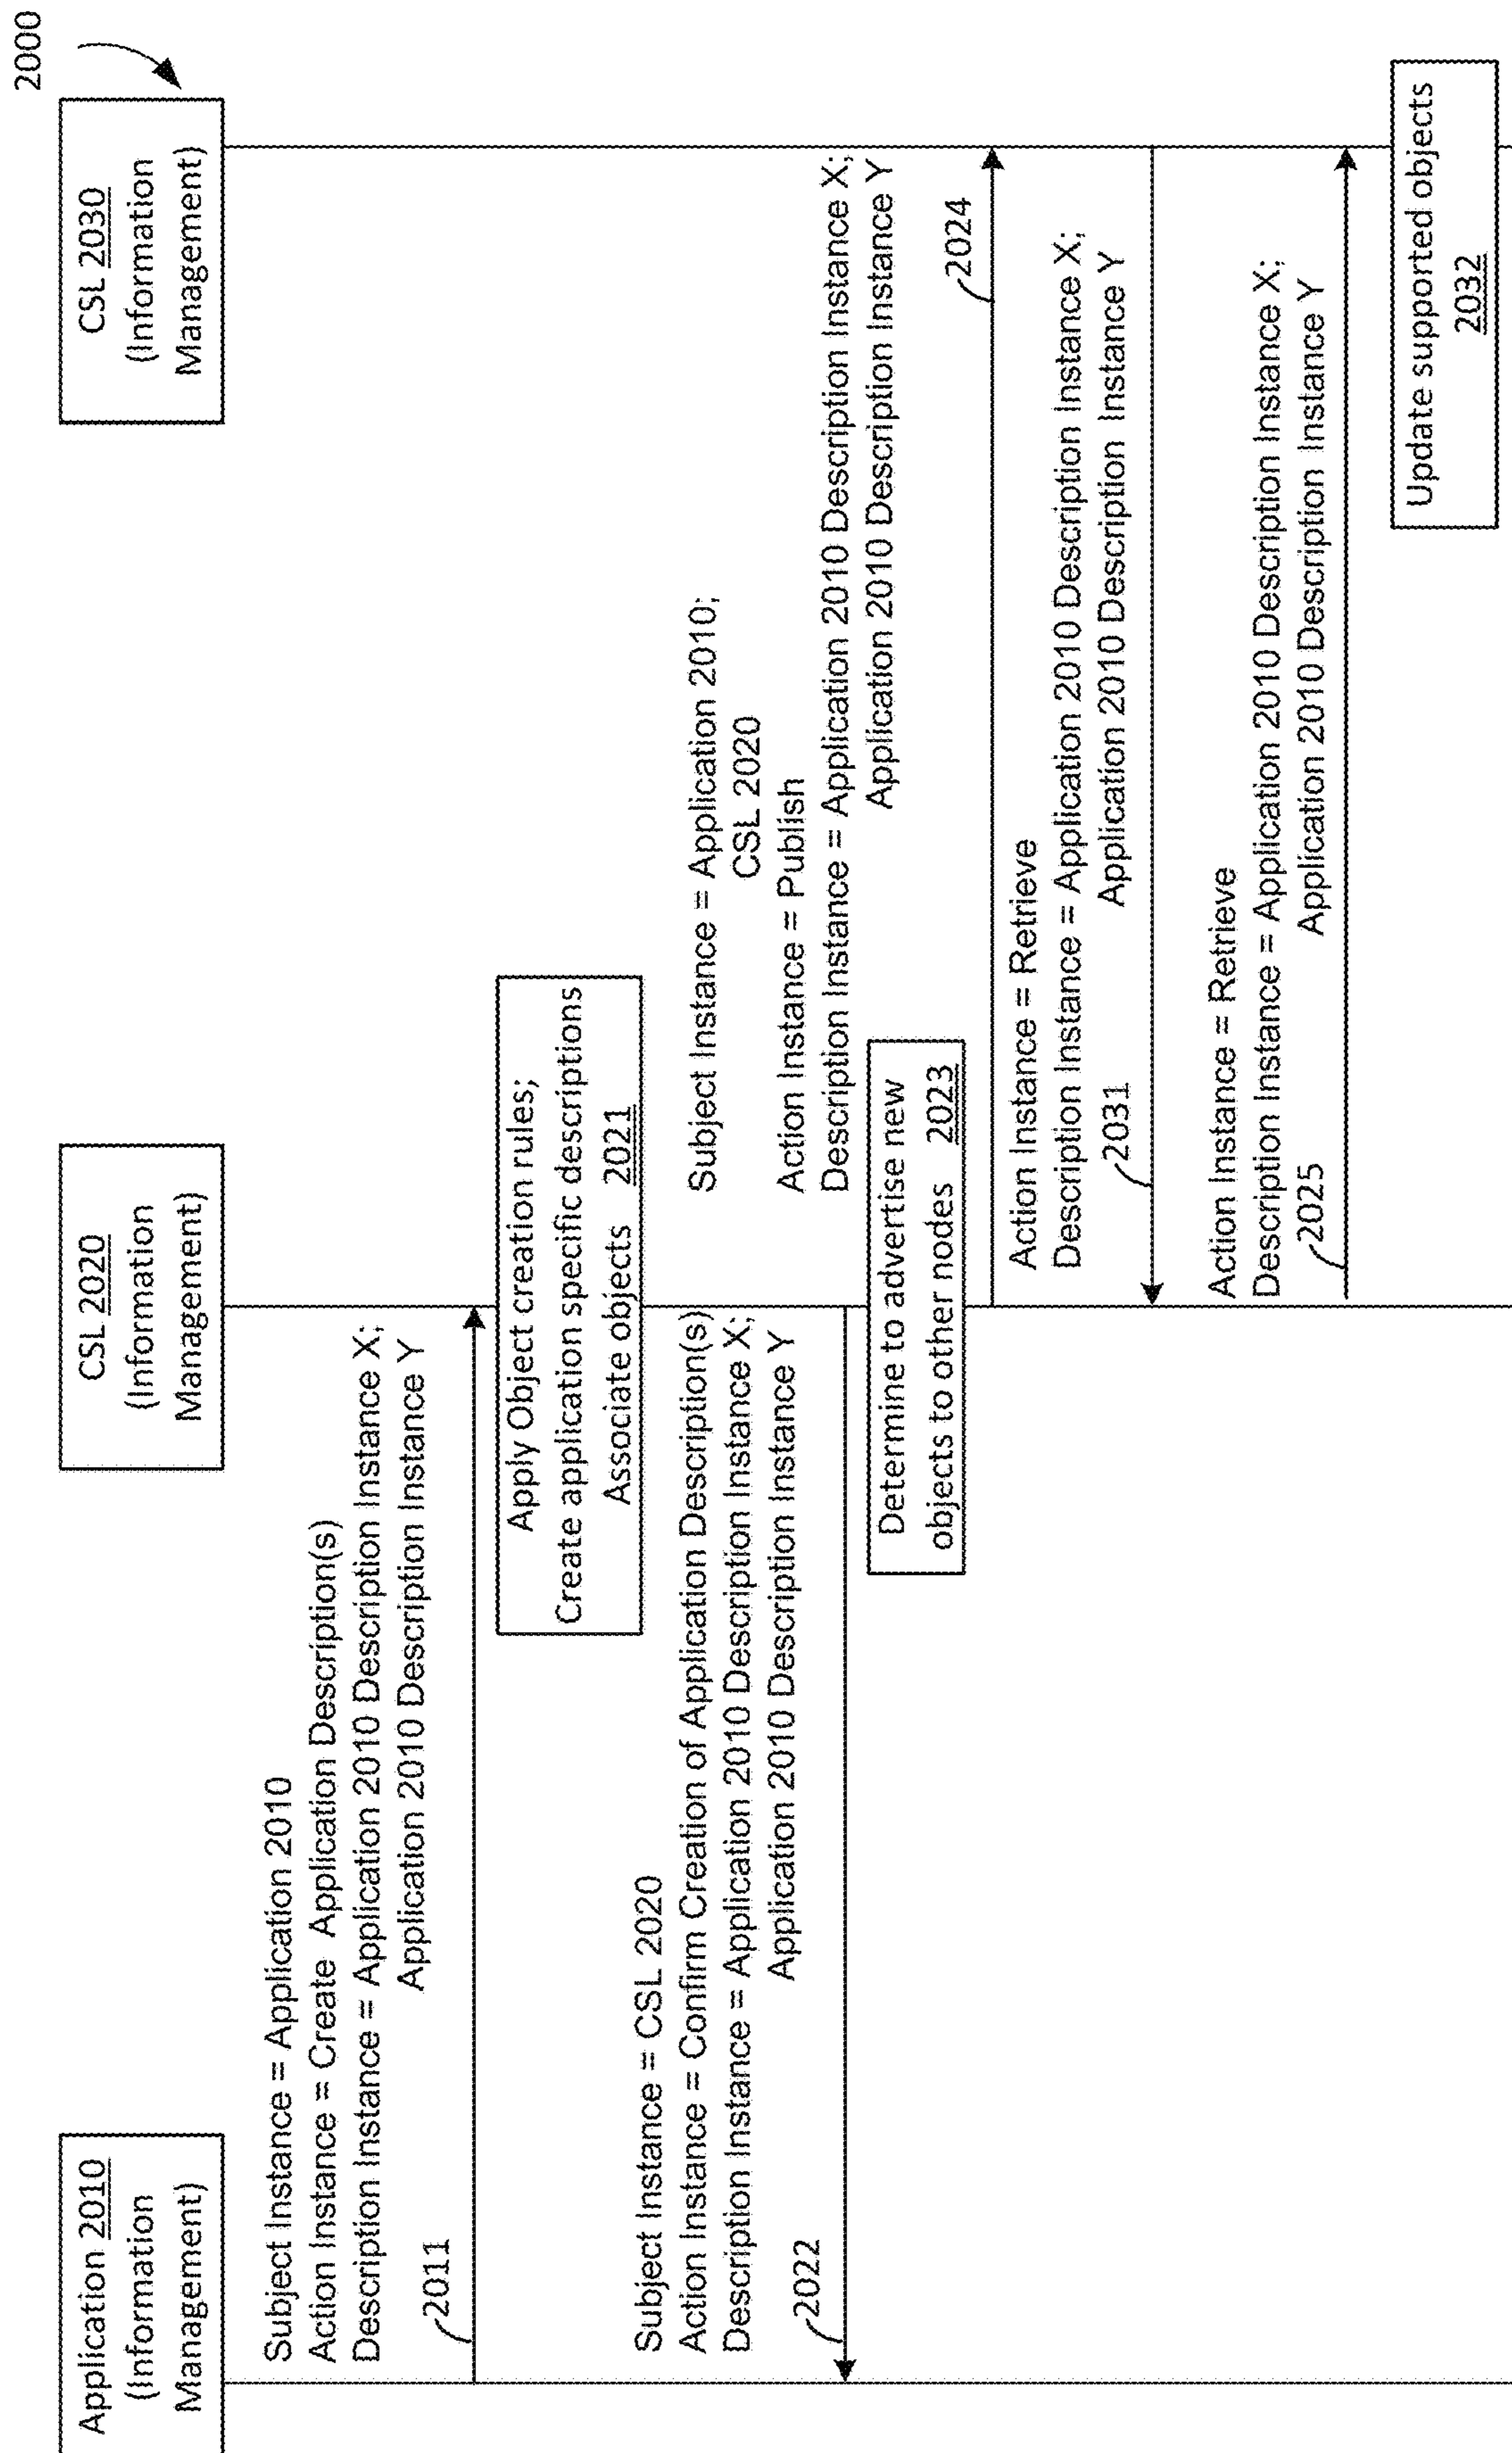 2000
Application 2010
(Information
Management)
CSL 2020
(Information
Management)
CSL 2030
(Information
Management)
Subject Instance = Application 2010
Action Instance = Create  Application Description(s)
Description Instance = Application 2010 Description Instance X;
Application 2010 Description Instance Y
2011
Apply Object creation rules;
Create application specific descriptions
Associate objects  2021
Subject Instance = CSL 2020
Action Instance = Confirm Creation of Application Description(s)
Description Instance = Application 2010 Description Instance X;
Application 2010 Description Instance Y
2022
Subject Instance = Application 2010;
CSL 2020
Action Instance = Publish
Description Instance = Application 2010 Description Instance X;
Application 2010 Description Instance Y
Determine to advertise new
objects to other nodes  2023
2024
Action Instance = Retrieve
Description Instance = Application 2010 Description Instance X;
Application 2010 Description  Instance Y
2031
Action Instance = Retrieve
Description Instance = Application 2010 Description Instance X;
Application 2010 Description Instance Y
2025
Update supported objects
2032